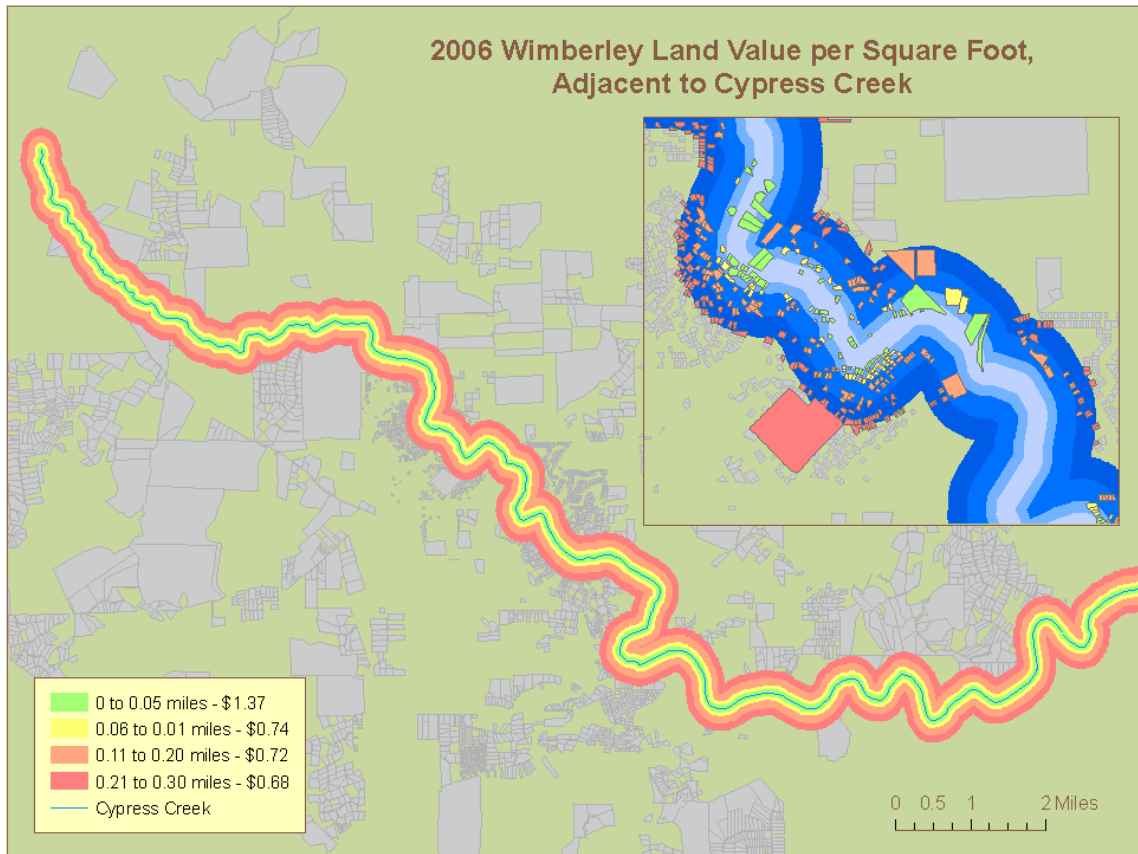 2006 Wimberley Land Value per Square Foot,
Adjacent to Cypress Creek
0 to 0.05 miles - $1.37
0.06 to 0.01 miles - $0.74
0.11 to 0.20 miles - $0.72
0.21 to 0.30 miles - $0.68
Cypress Creek
0 0.5 1 2 Miles